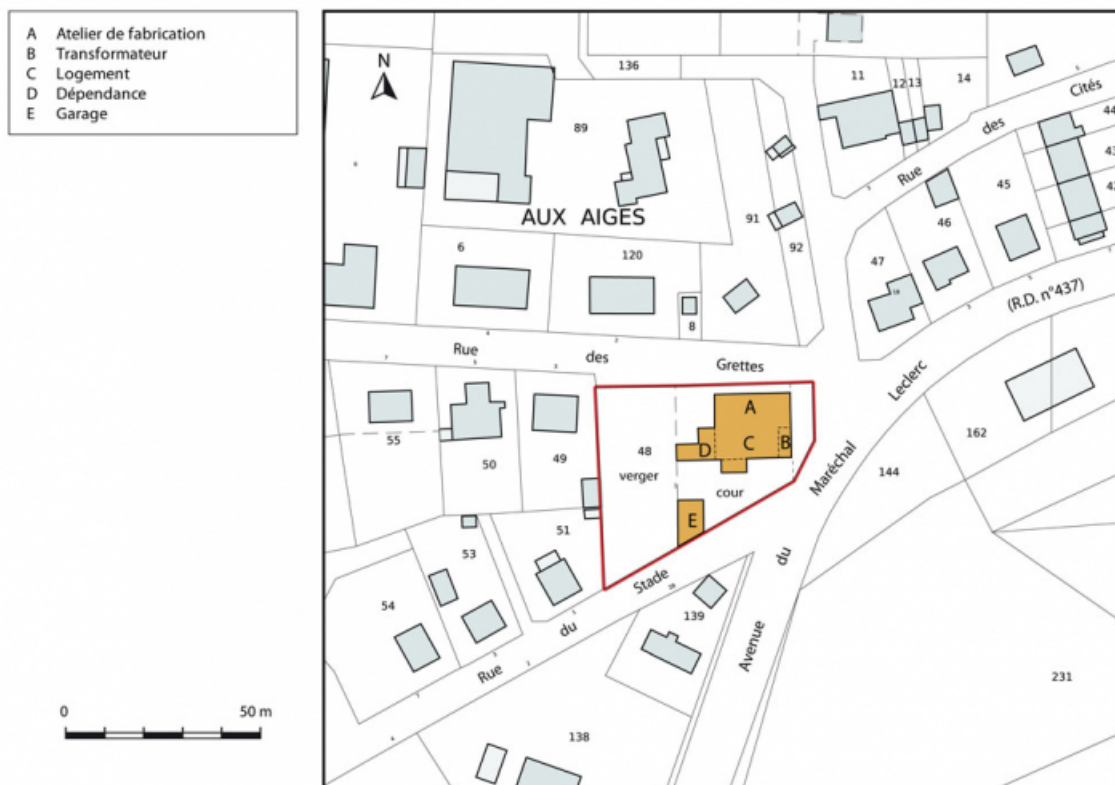 A Atelier de fabrication
B Transformateur
C Logement
D Dépendance
E Garage
N
136
11
12
13
14
89
Rue des Cités
44
43
42
45
46
47
AUX AIGES
91
92
6
120
8
(R.D. n°437)
Rue des Grettes
Avenue du Maréchal Leclerc
A
B
C
D
E
48
verger
cour
55
50
49
162
144
51
53
54
Rue du Stade
139
231
138
0 50 m